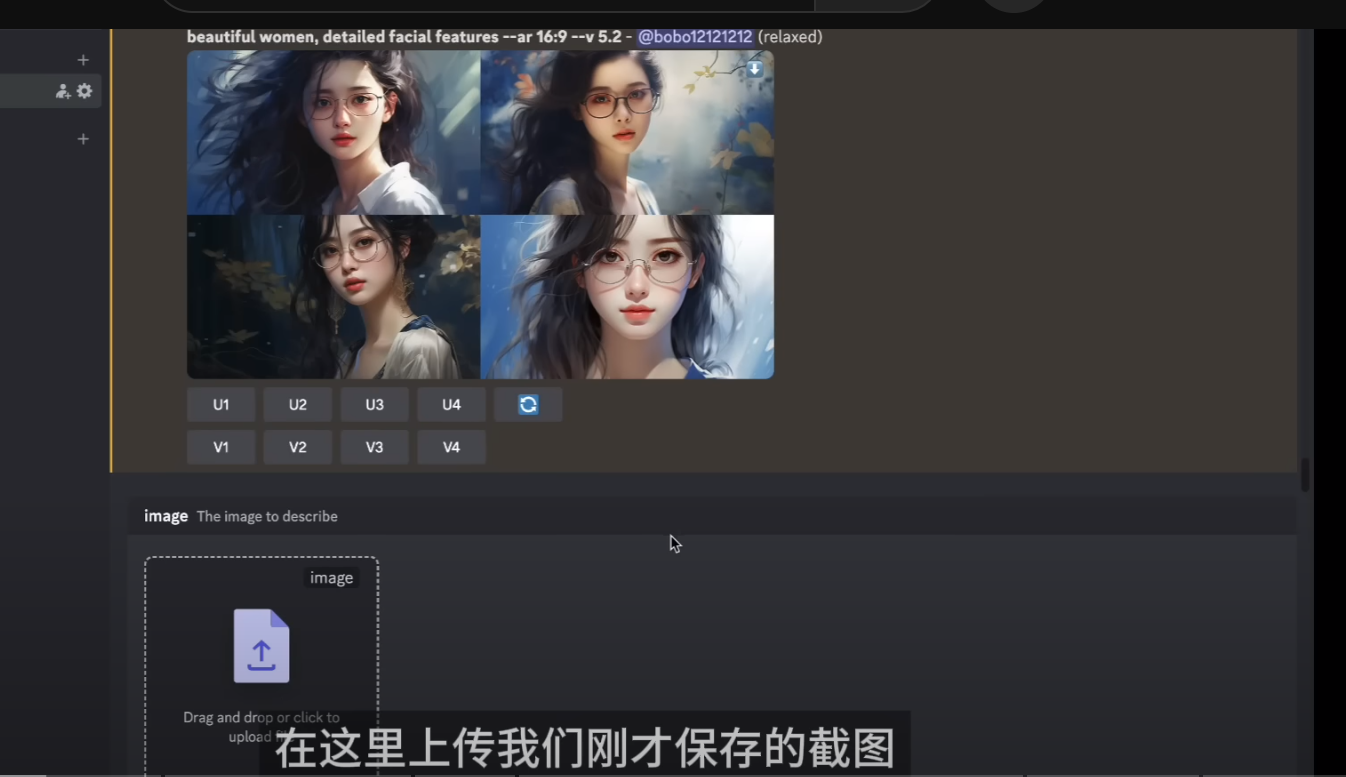 beautiful women, detailed facial features --ar 16:9 --v 5.2 - @bobo12121212 (relaxed)
U1 U2 U3 U4
V1 V2 V3 V4
image The image to describe
image
Drag and drop or click to
upload
在这里上传我们刚才保存的截图